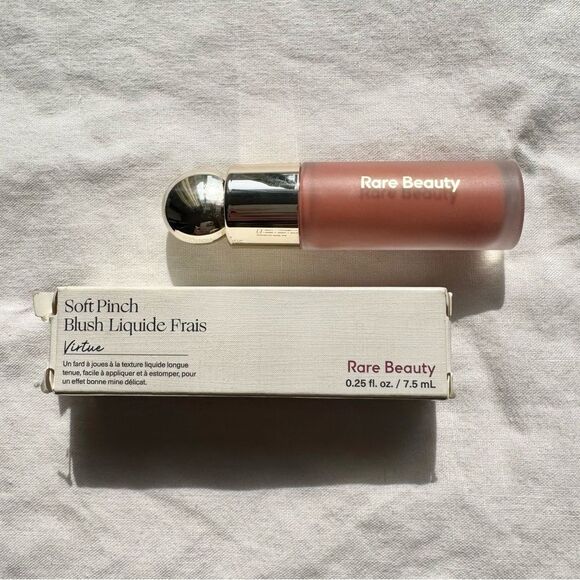 Rare Beauty
Soft Pinch
Blush Liquide Frais
Virtue
Un fard à joues à la texture liquide longue
tenue, facile à appliquer et à estomper, pour
un effet bonne mine délicat.
Rare Beauty
0.25 fl. oz. / 7.5 mL